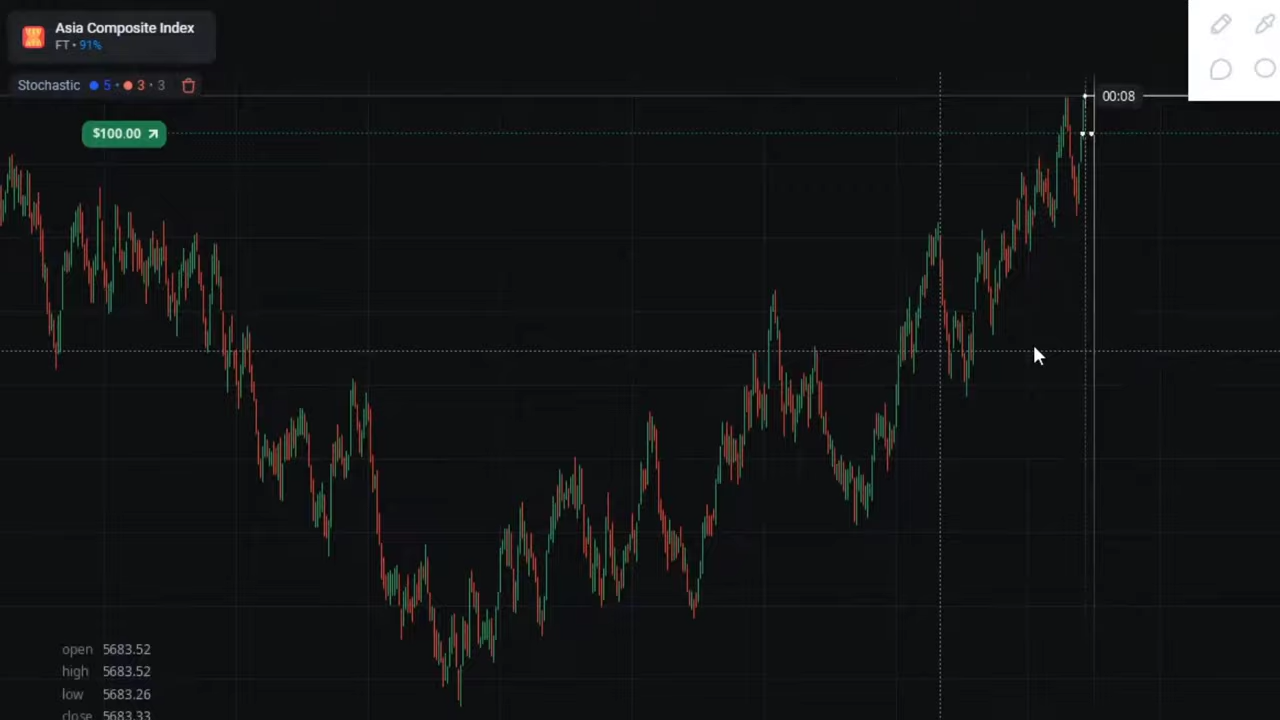 Asia Composite Index
FT • 91%
Stochastic 5 • 3 • 3
00:08
$100.00
open 5683.52
high 5683.52
low 5683.26
close 5683.33